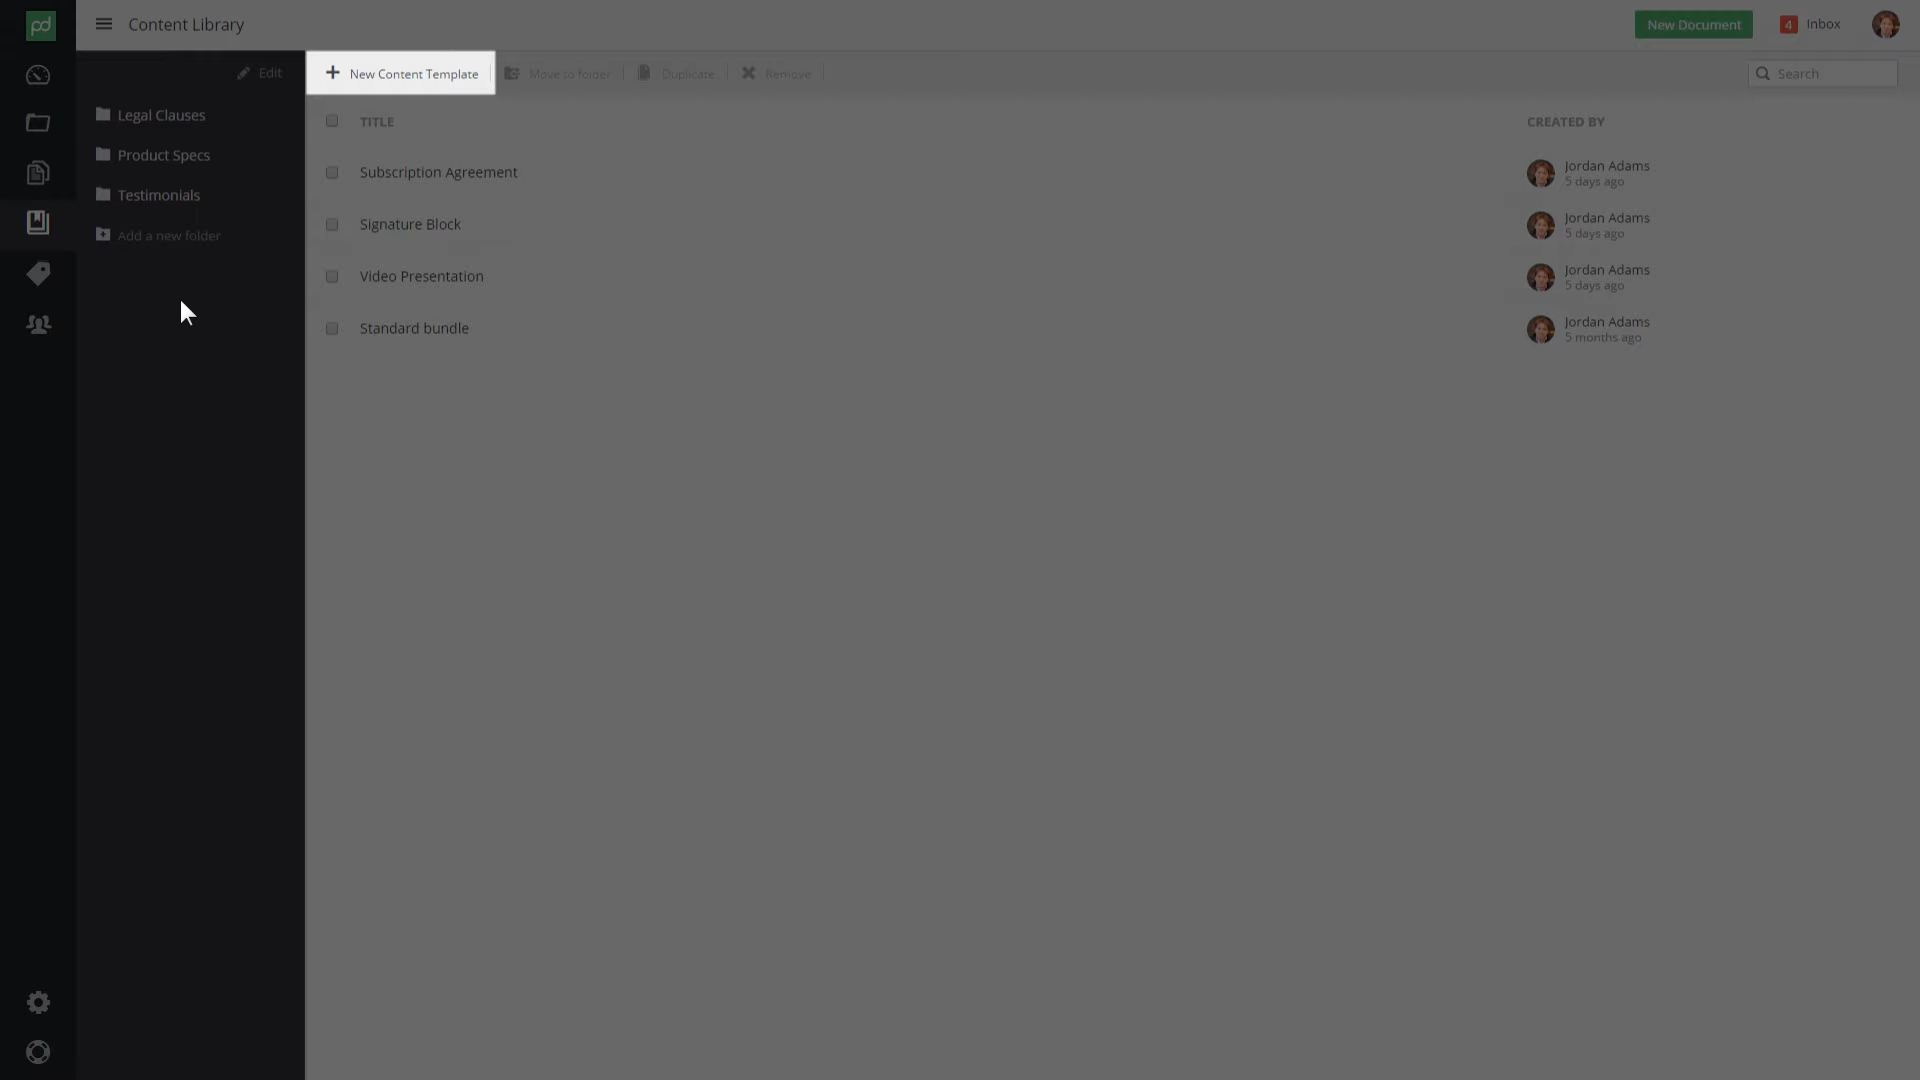 pd
Content Library
New Document
4
Inbox
Edit
New Content Template
Move to folder
Duplicate
Remove
Search
Legal Clauses
Product Specs
Testimonials
Add a new folder
TITLE
CREATED BY
Subscription Agreement
Jordan Adams
5 days ago
Signature Block
Jordan Adams
5 days ago
Video Presentation
Jordan Adams
5 days ago
Standard bundle
Jordan Adams
5 months ago